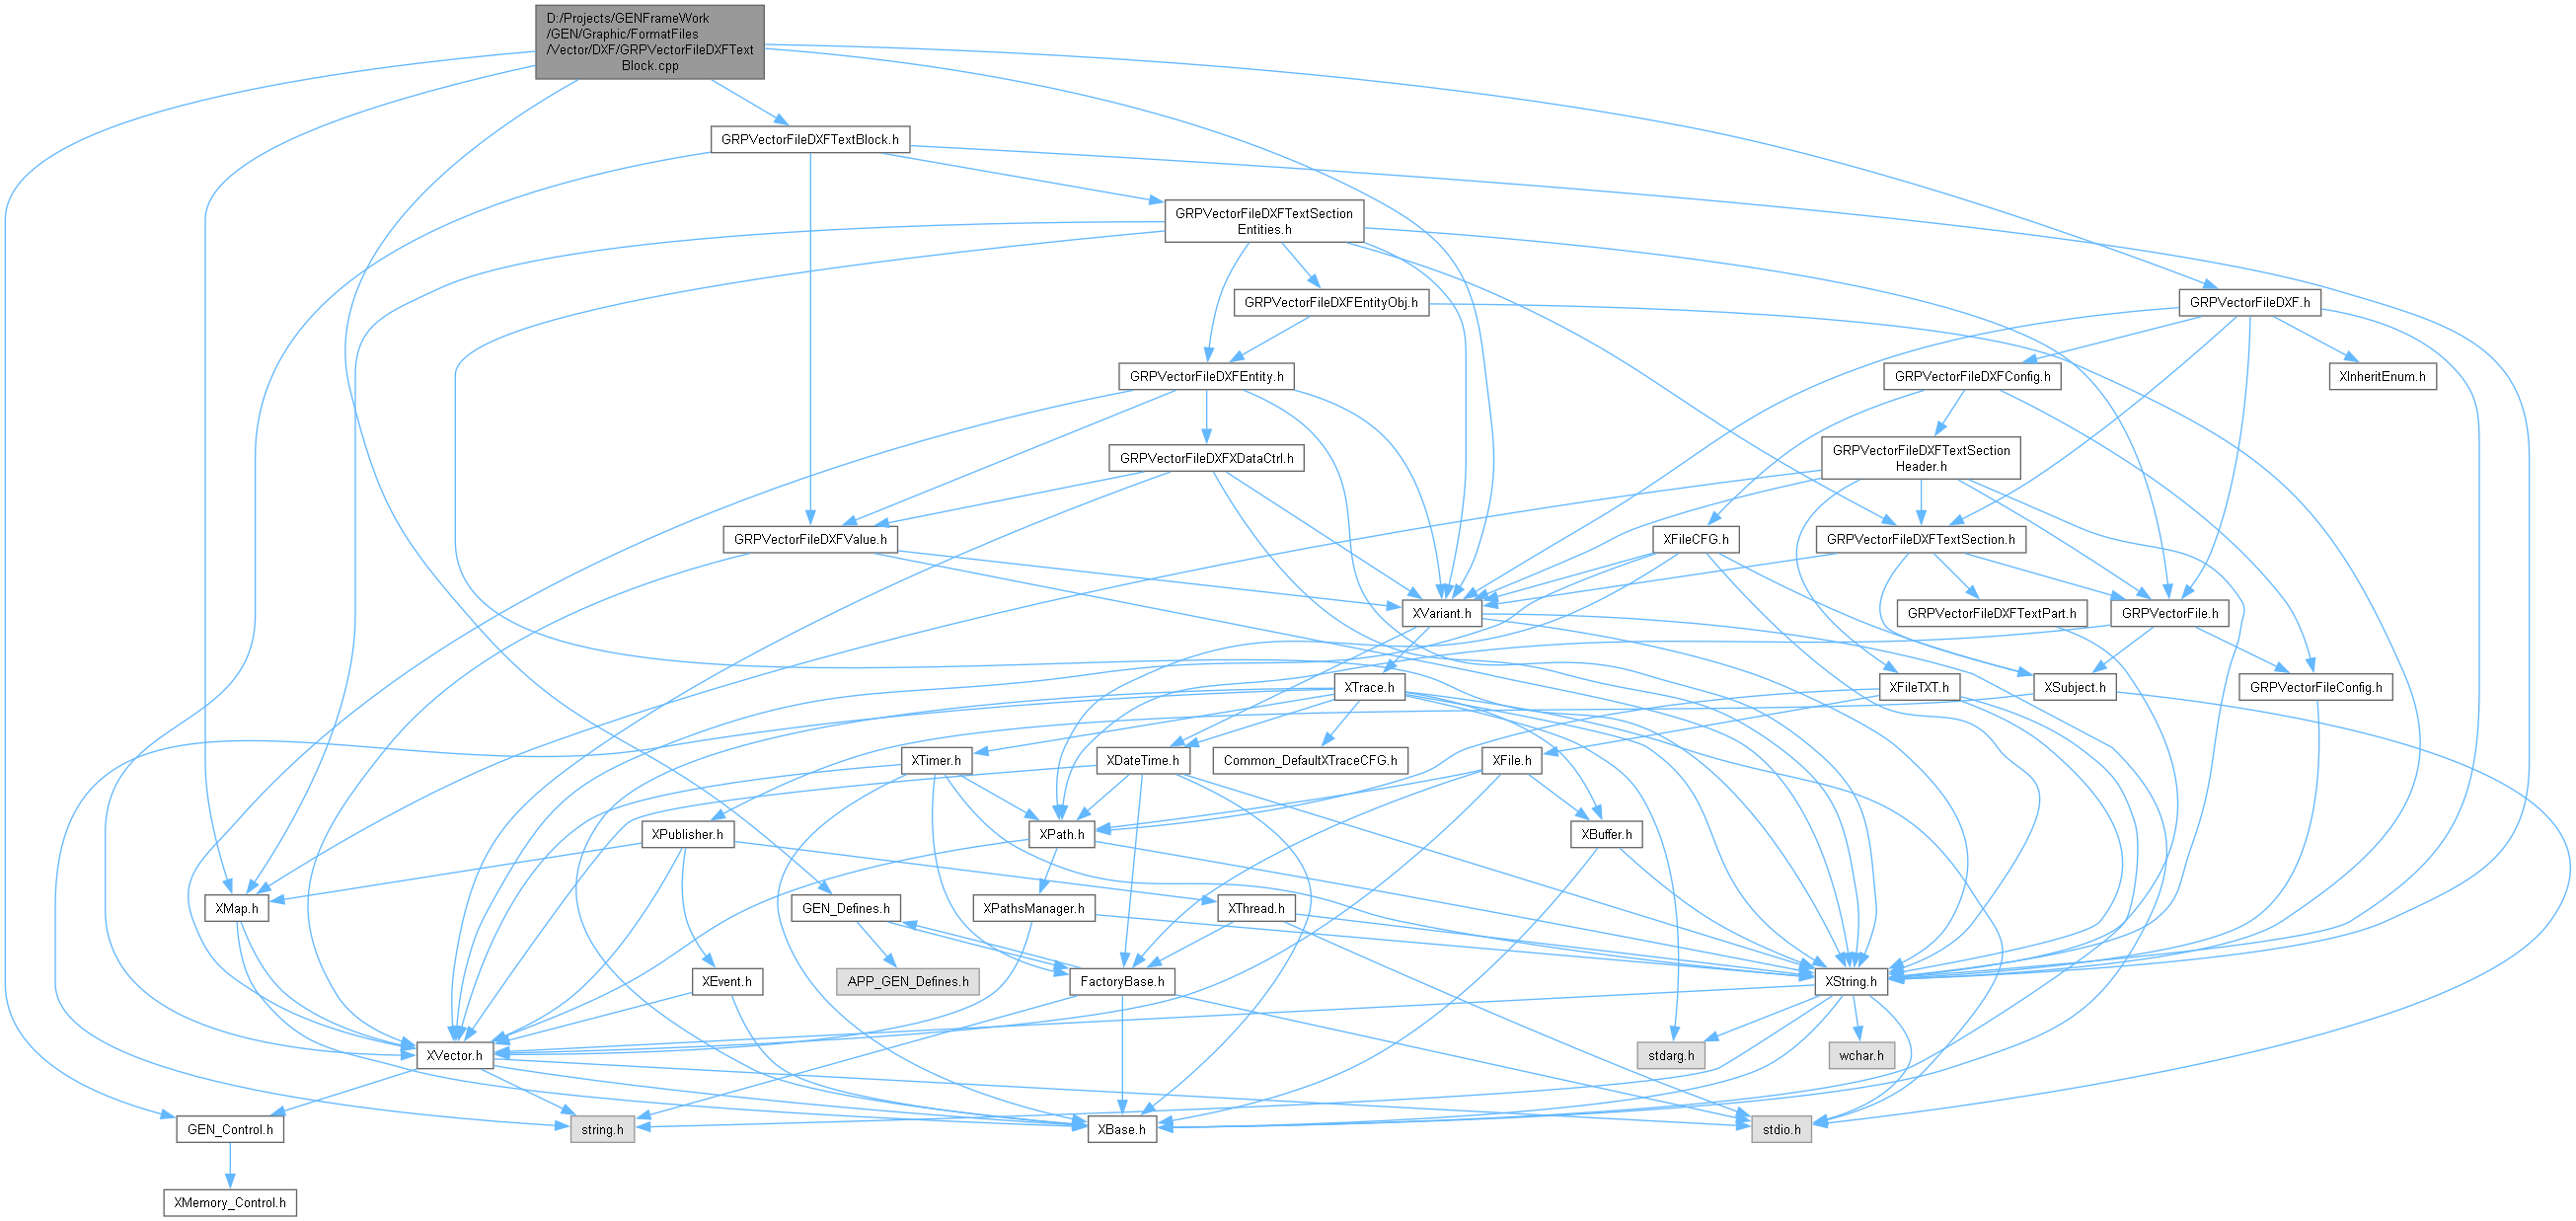 D:/Projects/GENFrameWork
/GEN/Graphic/FormatFiles
/Vector/DXF/GRPVectorFileDXFText
Block.cpp
GRPVectorFileDXFTextBlock.h
GRPVectorFileDXFTextSection
Entities.h
GRPVectorFileDXFEntityObj.h
GRPVectorFileDXF.h
GRPVectorFileDXFEntity.h
GRPVectorFileDXFConfig.h
XInheritEnum.h
GRPVectorFileDXFXDataCtrl.h
GRPVectorFileDXFTextSection
Header.h
GRPVectorFileDXFValue.h
XFileCFG.h
GRPVectorFileDXFTextSection.h
XVariant.h
GRPVectorFileDXFTextPart.h
GRPVectorFile.h
XTrace.h
XFileTXT.h
XSubject.h
GRPVectorFileConfig.h
XTimer.h
XDateTime.h
Common_DefaultXTraceCFG.h
XFile.h
XPublisher.h
XPath.h
XBuffer.h
XMap.h
GEN_Defines.h
XPathsManager.h
XThread.h
XEvent.h
APP_GEN_Defines.h
FactoryBase.h
XString.h
XVector.h
stdarg.h
wchar.h
GEN_Control.h
string.h
XBase.h
stdio.h
XMemory_Control.h